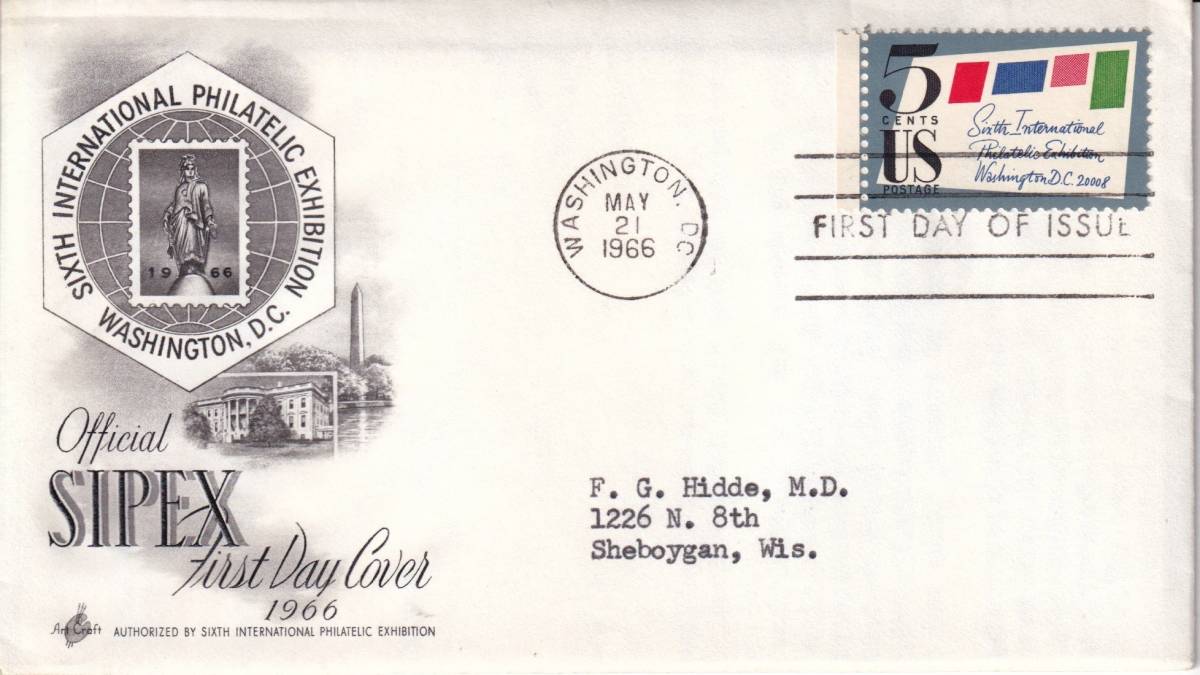 SIXTH INTERNATIONAL PHILATELIC EXHIBITION
WASHINGTON, D.C.
1966
Official
SIPEX
First Day Cover
1966
Art Craft AUTHORIZED BY SIXTH INTERNATIONAL PHILATELIC EXHIBITION
WASHINGTON, DC
MAY
21
1966
5
CENTS
US
POSTAGE
Sixth International
Philatelic Exhibition
Washington D.C. 20008
FIRST DAY OF ISSUE
F. G. Hidde, M.D.
1226 N. 8th
Sheboygan, Wis.